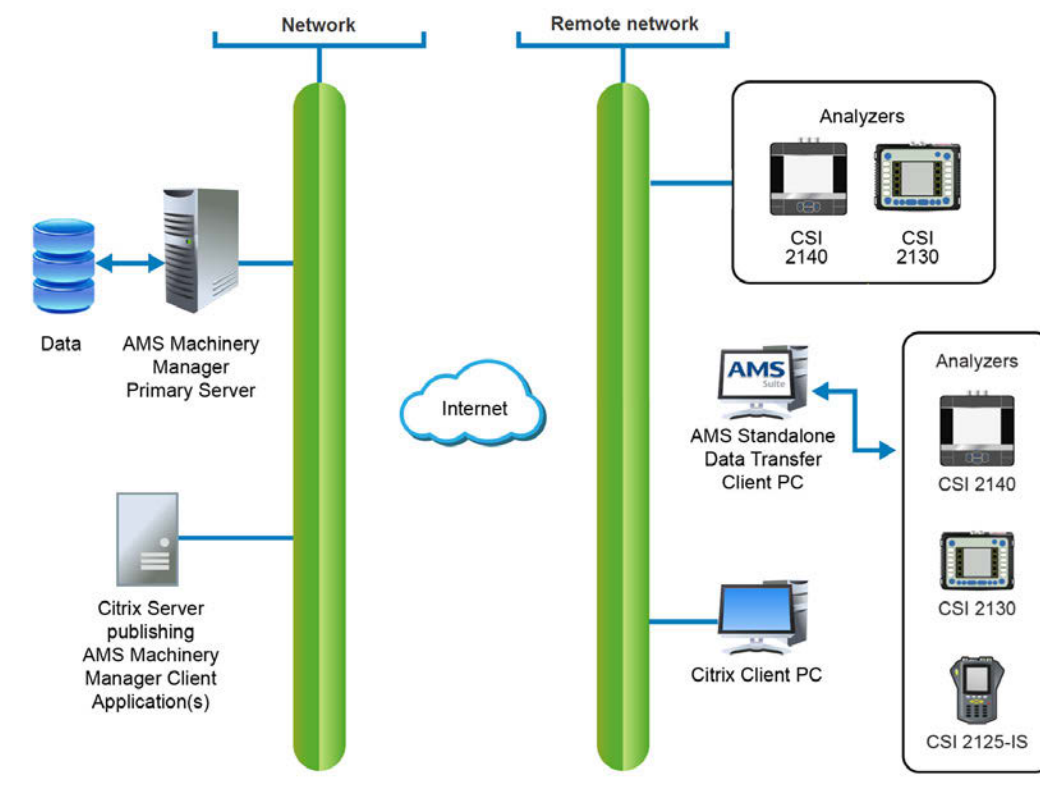 Network
Remote network
Analyzers
CSI
2140
CSI
2130
Data
AMS Machinery
Manager
Primary Server
Internet
AMS
Suite
AMS Standalone
Data Transfer
Client PC
Analyzers
CSI 2140
CSI 2130
CSI 2125-IS
Citrix Server
publishing
AMS Machinery
Manager Client
Application(s)
Citrix Client PC